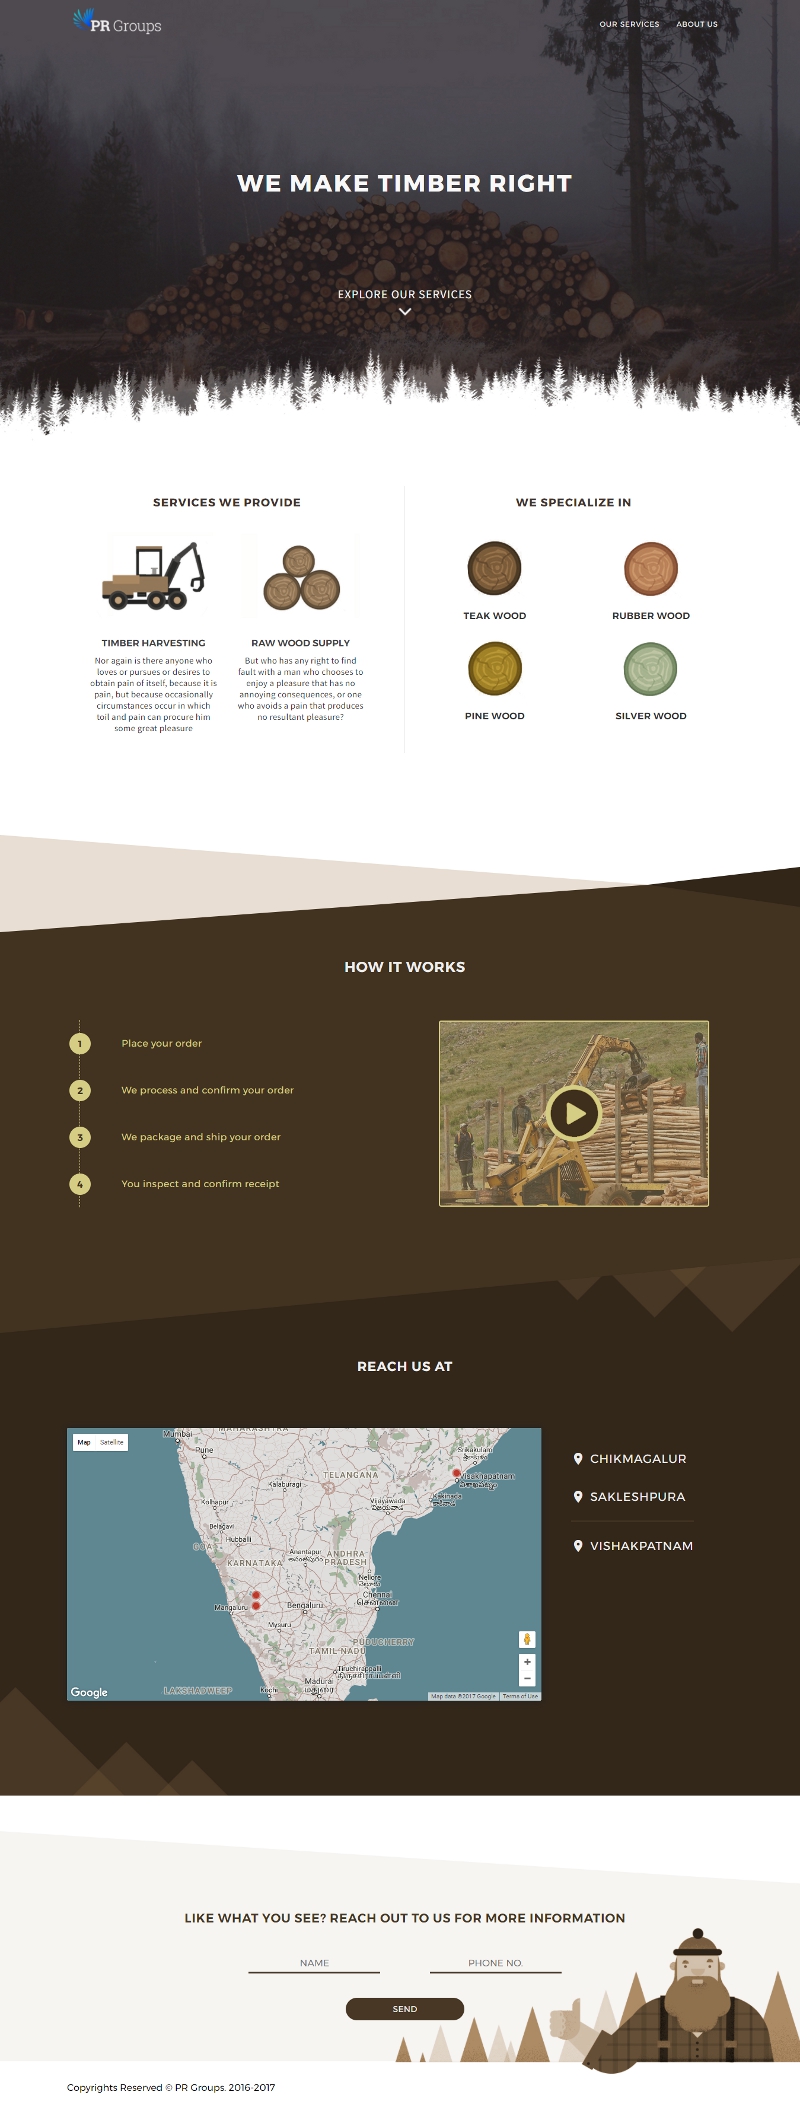 PR Groups
OUR SERVICES
ABOUT US
WE MAKE TIMBER RIGHT
EXPLORE OUR SERVICES
SERVICES WE PROVIDE
TIMBER HARVESTING
Nor again is there anyone who
loves or pursues or desires to
obtain pain of itself, because it is
pain, but because occasionally
circumstances occur in which
toil and pain can procure him
some great pleasure
RAW WOOD SUPPLY
But who has any right to find
fault with a man who chooses to
enjoy a pleasure that has no
annoying consequences, or one
who avoids a pain that produces
no resultant pleasure?
WE SPECIALIZE IN
TEAK WOOD
RUBBER WOOD
PINE WOOD
SILVER WOOD
HOW IT WORKS
1 Place your order
2 We process and confirm your order
3 We package and ship your order
4 You inspect and confirm receipt
REACH US AT
Map Satellite
MAHARASHTRA
Mumbai
Pune
Srikakulam
TELANGANA
Visakhapatnam
Kalaburagi
Kakinada
Kolhapur
Vijayawada
Belagavi
Hubballi
GOA
Anantapur
ANDHRA
PRADESH
KARNATAKA
Nellore
Chennai
Mangaluru
Bengaluru
Mysuru
PUDUCHERRY
TAMIL NADU
Tiruchirappalli
Madurai
LAKSHADWEEP
Kochi
Google
+
−
Map data ©2017 Google
Terms of Use
CHIKMAGALUR
SAKLESHPURA
VISHAKPATNAM
LIKE WHAT YOU SEE? REACH OUT TO US FOR MORE INFORMATION
NAME
PHONE NO.
SEND
Copyrights Reserved © PR Groups. 2016-2017